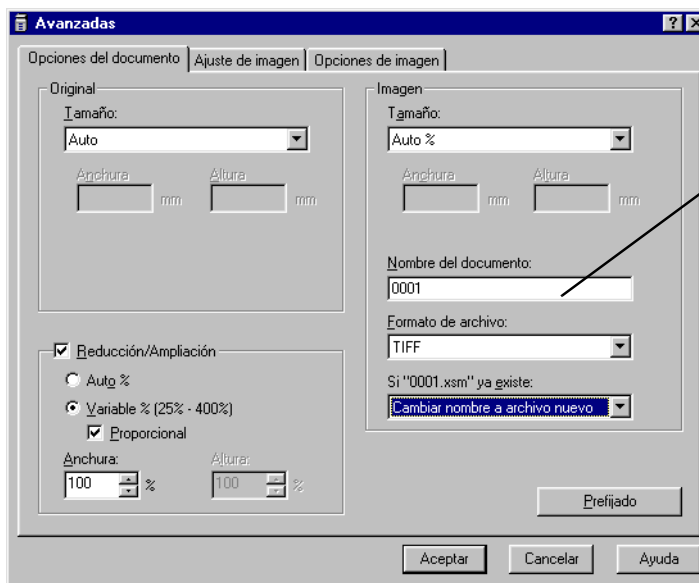 Avanzadas
Opciones del documento
Ajuste de imagen
Opciones de imagen
Original
Tamaño:
Auto
Anchura
Altura
mm
mm
Reducción/Ampliación
Auto %
Variable % (25% - 400%)
Proporcional
Anchura:
Altura:
100 %
100 %
Imagen
Tamaño:
Auto %
Anchura
Altura
mm
mm
Nombre del documento:
0001
Formato de archivo:
TIFF
Si "0001.xsm" ya existe:
Cambiar nombre a archivo nuevo
Prefijado
Aceptar
Cancelar
Ayuda